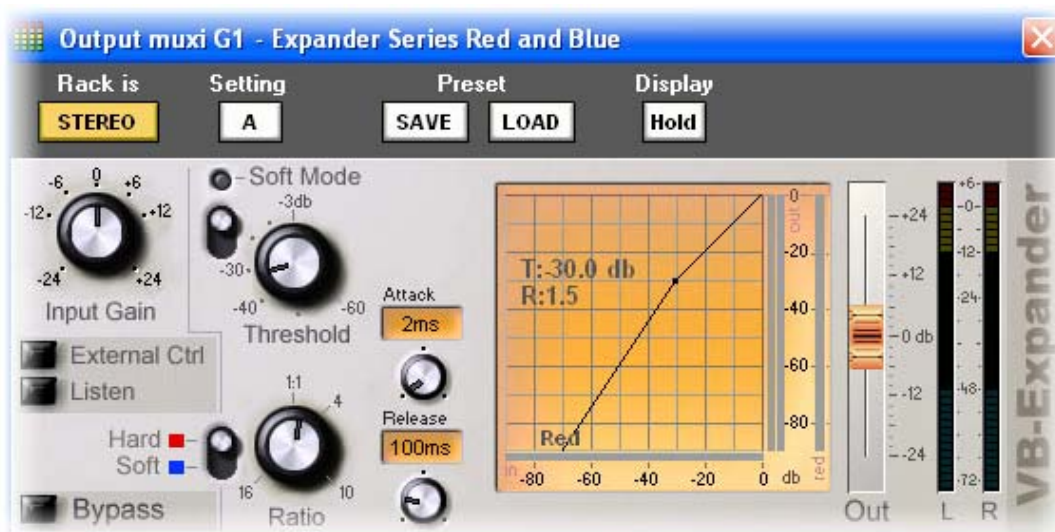 Output muxi G1 - Expander Series Red and Blue
Rack is Setting Preset Display
STEREO A SAVE LOAD Hold
-6 0 +6
-12 +12
-24 +24
Input Gain
Soft Mode
-3db
-30
-40 -60
Threshold
External Ctrl
Listen
Hard
Soft
Bypass
1:1
4
16 10
Ratio
Attack
2ms
Release
100ms
T:-30.0 db
R:1.5
Red
in
-80 -60 -40 -20 0 db
out
0
-20
-40
-60
-80
red
+24
+12
0 db
-12
-24
Out
+6
-0
-12
-24
-48
-72
L R
VB-Expander